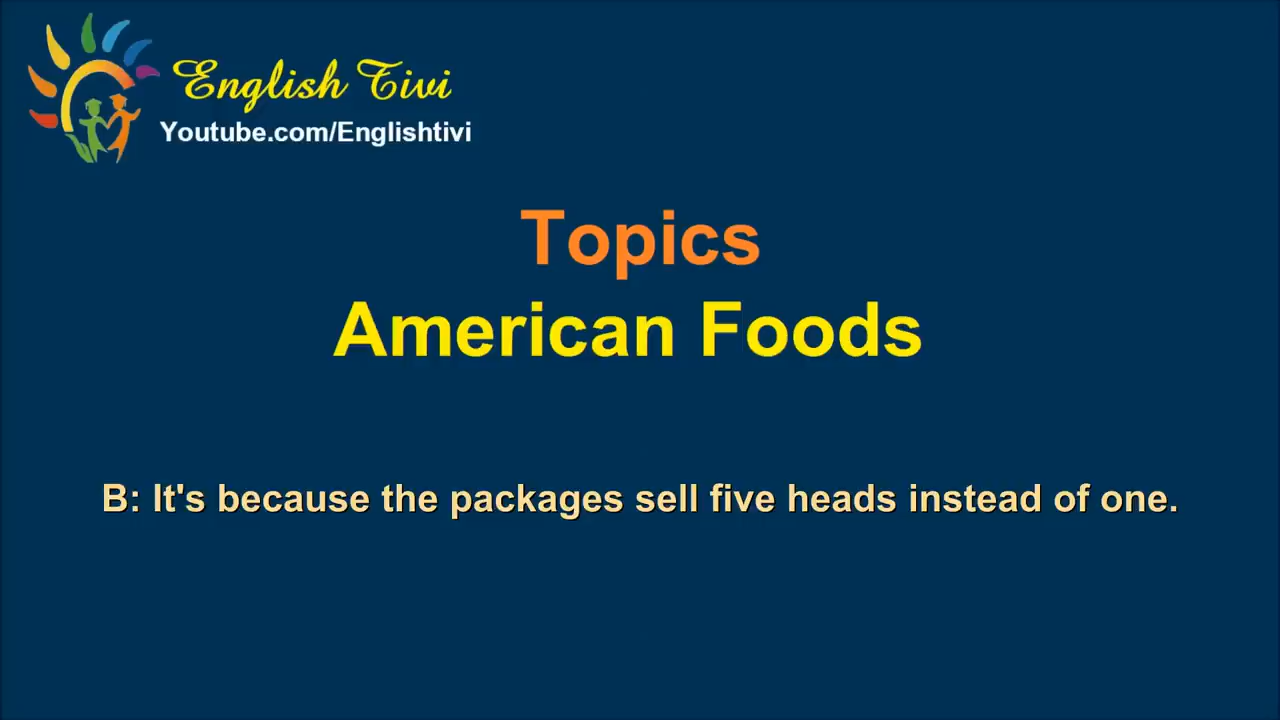 English Tivi
Youtube.com/Englishtivi
Topics
American Foods
B: It's because the packages sell five heads instead of one.